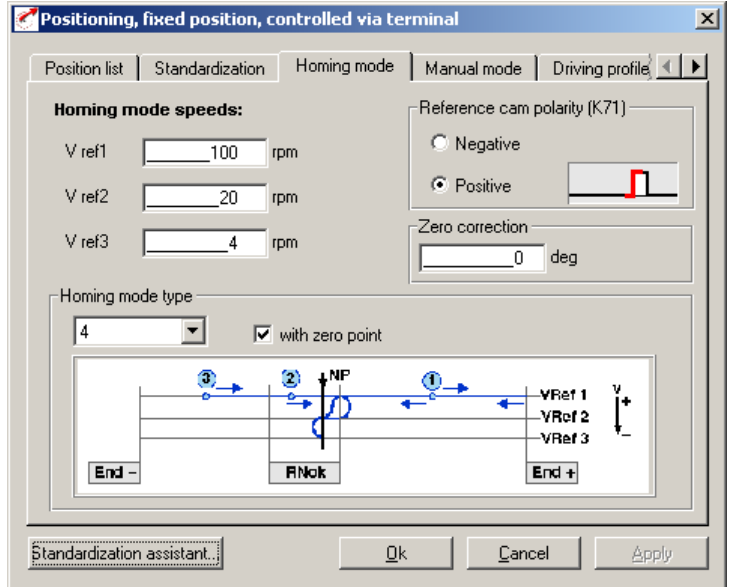 Positioning, fixed position, controlled via terminal
Position list Standardization Homing mode Manual mode Driving profile
Homing mode speeds:
V ref1 100 rpm
V ref2 20 rpm
V ref3 4 rpm
Reference cam polarity (K71)
Negative
Positive
Zero correction
0 deg
Homing mode type
4 with zero point
3 2 NP 1
VRef 1 v
+
VRef 2
VRef 3 -
End - RNok End +
Standardization assistant... Ok Cancel Apply